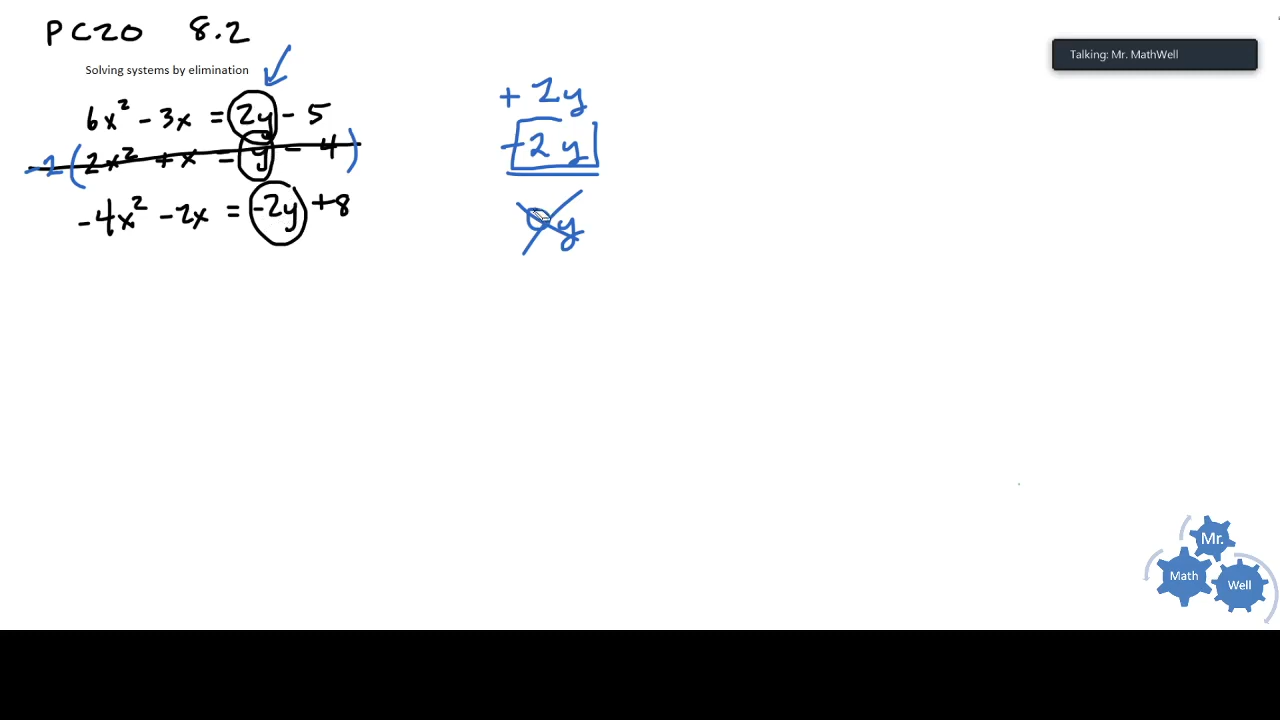 PC20 8.2
Solving systems by elimination
6x² - 3x = 2y - 5
-2(2x² + x = y - 4)
-4x² - 2x = -2y + 8
+ 2y
- 2y
0y
Talking: Mr. MathWell
Mr.
Math
Well